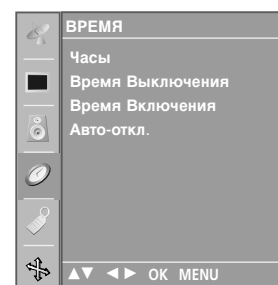 ВРЕМЯ
Часы
Время Выключения
Время Включения
Авто-откл.
▲▼ ◄► OK MENU